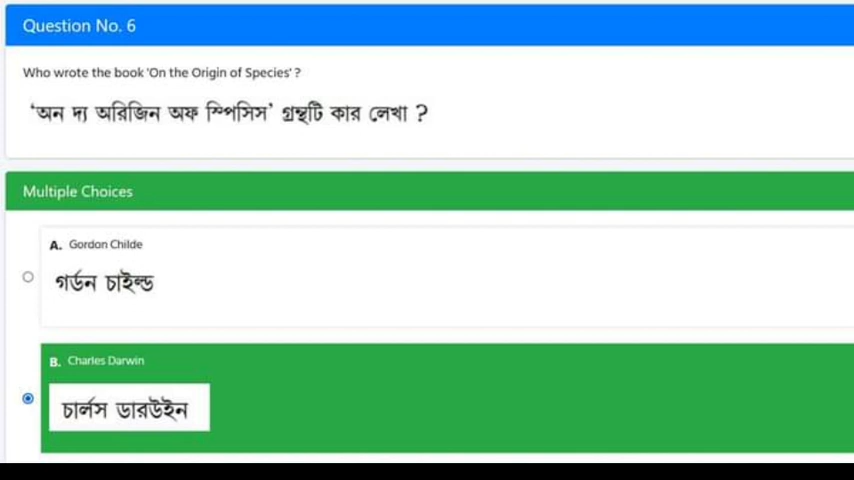 Question No. 6
Who wrote the book 'On the Origin of Species' ?
‘অন দ্য অরিজিন অফ স্পিসিস’ গ্রন্থটি কার লেখা ?
Multiple Choices
A. Gordon Childe
গর্ডন চাইল্ড
B. Charles Darwin
চার্লস ডারউইন